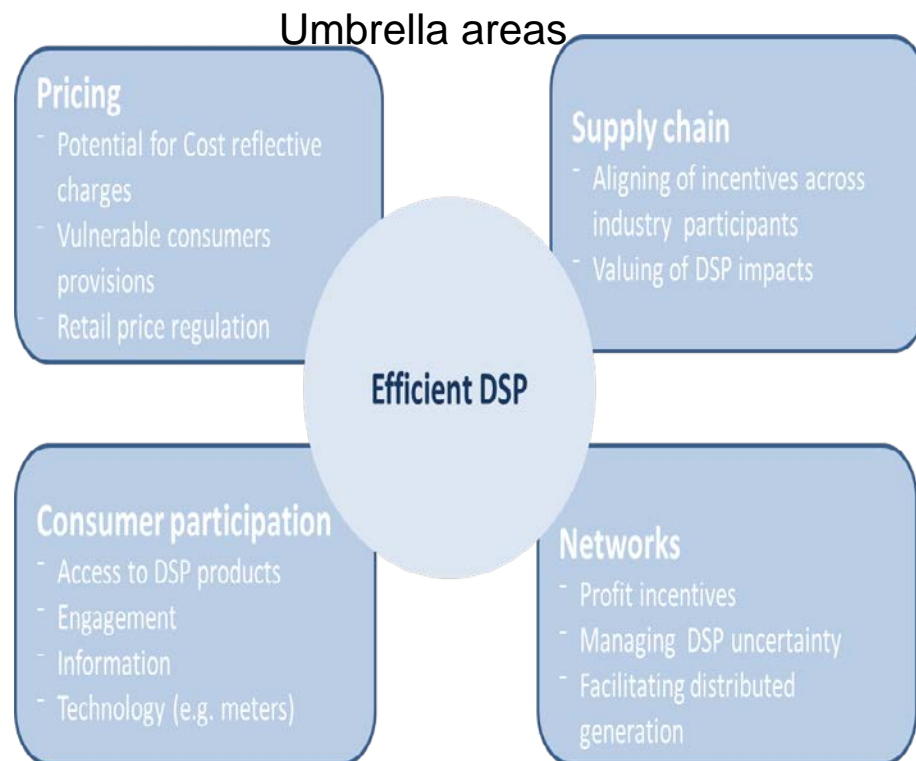 Umbrella areas
Pricing
- Potential for Cost reflective
charges
- Vulnerable consumers
provisions
- Retail price regulation
Supply chain
- Aligning of incentives across
industry participants
- Valuing of DSP impacts
Efficient DSP
Consumer participation
- Access to DSP products
- Engagement
- Information
- Technology (e.g. meters)
Networks
- Profit incentives
- Managing DSP uncertainty
- Facilitating distributed
generation